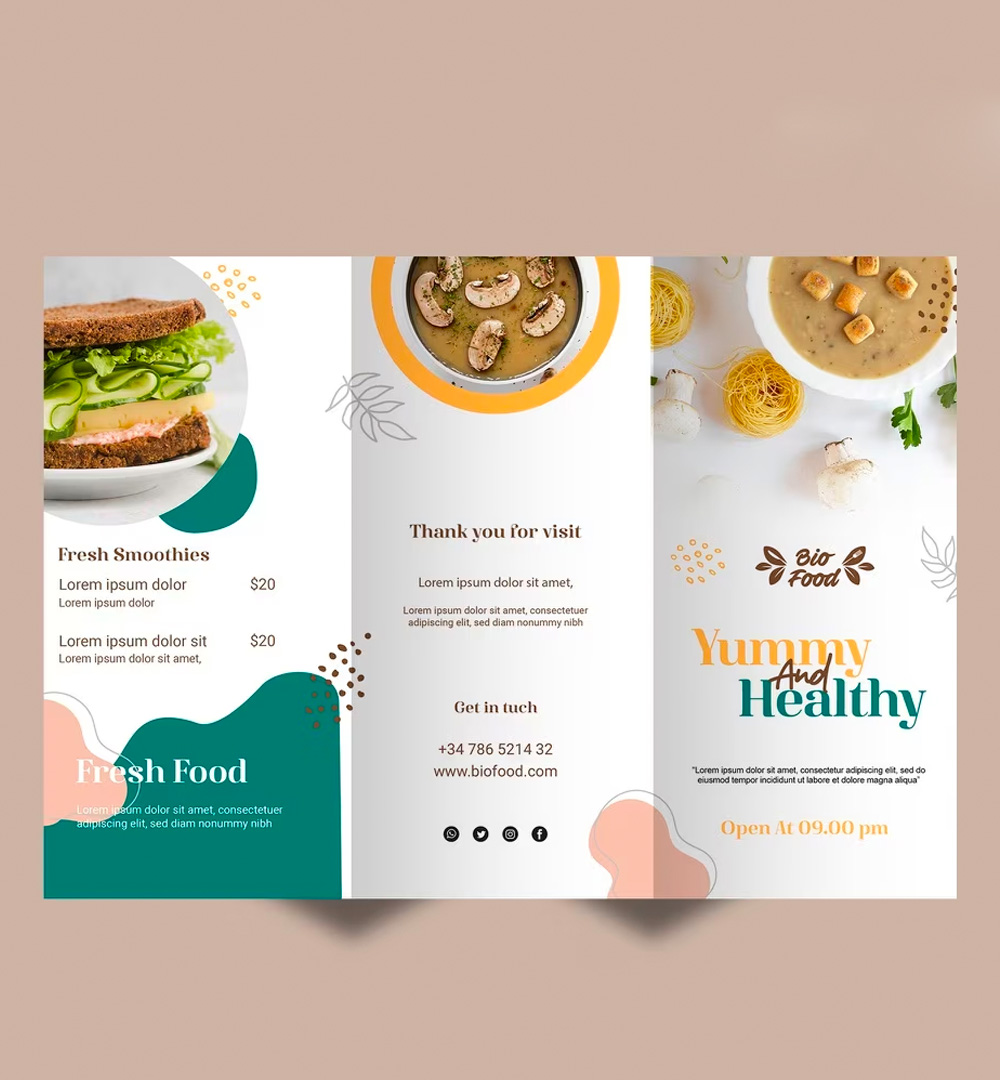 Fresh Smoothies
Lorem ipsum dolor $20
Lorem ipsum dolor
Lorem ipsum dolor sit $20
Lorem ipsum dolor sit amet,
Fresh Food
Lorem ipsum dolor sit amet, consectetuer
adipiscing elit, sed diam nonummy nibh
Thank you for visit
Lorem ipsum dolor sit amet,
Lorem ipsum dolor sit amet, consectetuer
adipiscing elit, sed diam nonummy nibh
Get in tuch
+34 786 5214 32
www.biofood.com
Bio
Food
Yummy
And
Healthy
"Lorem ipsum dolor sit amet, consectetur adipiscing elit, sed do
eiusmod tempor incididunt ut labore et dolore magna aliqua"
Open At 09.00 pm